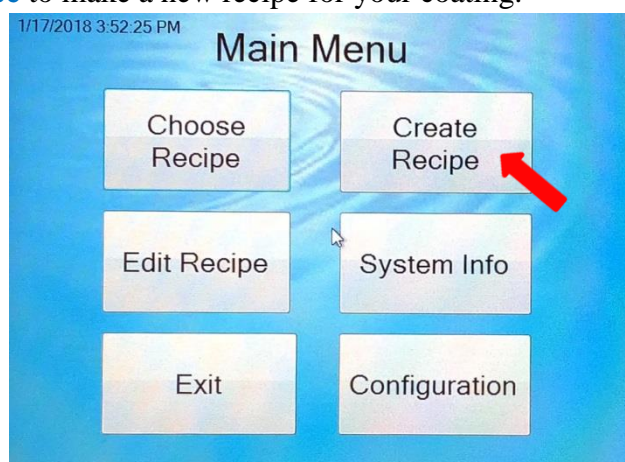 to make a new recipe for your coating.
1/17/2018 3:52:25 PM
Main Menu
Choose
Recipe
Create
Recipe
Edit Recipe
System Info
Exit
Configuration